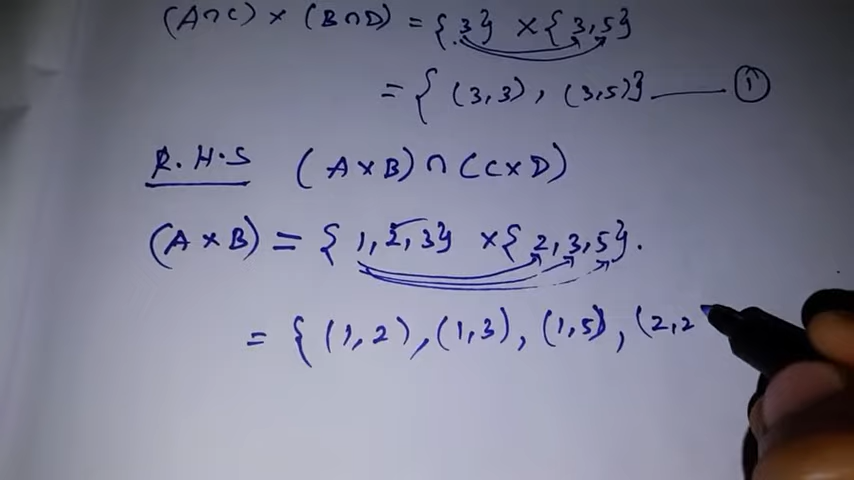 (A∩C) × (B∩D) = {3} × {3,5}
= { (3,3), (3,5)} —— ①
R.H.S (A×B)∩(C×D)
(A×B) = { 1,2,3} ×{2,3,5}.
= { (1,2), (1,3), (1,5), (2,2